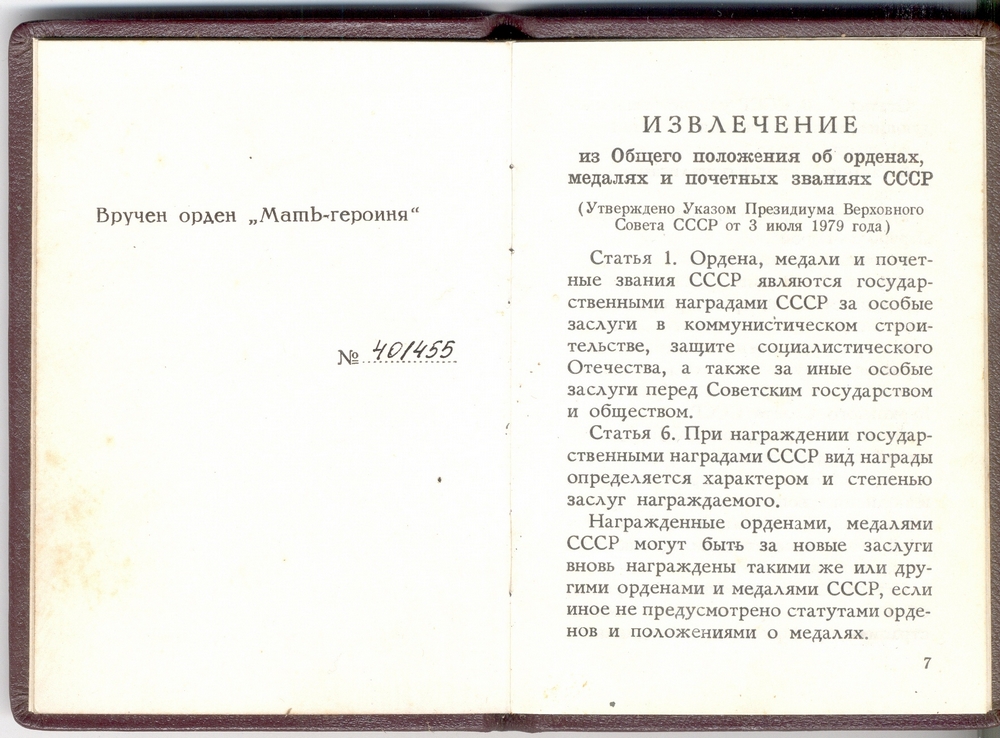 Вручен орден „Мать-героиня“
№ 401455
ИЗВЛЕЧЕНИЕ
из Общего положения об орденах,
медалях и почетных званиях СССР
(Утверждено Указом Президиума Верховного
Совета СССР от 3 июля 1979 года)
Статья 1. Ордена, медали и почет-
ные звания СССР являются государ-
ственными наградами СССР за особые
заслуги в коммунистическом строи-
тельстве, защите социалистического
Отечества, а также за иные особые
заслуги перед Советским государством
и обществом.
Статья 6. При награждении государ-
ственными наградами СССР вид награды
определяется характером и степенью
заслуг награждаемого.
Награжденные орденами, медалями
СССР могут быть за новые заслуги
вновь награждены такими же или дру-
гими орденами и медалями СССР, если
иное не предусмотрено статутами орде-
нов и положениями о медалях.
7